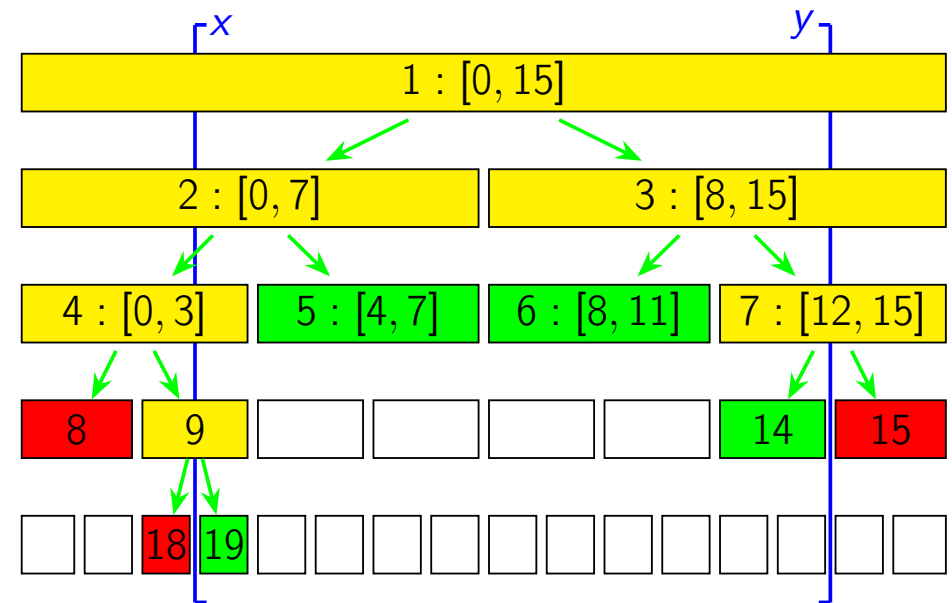 x y
1 : [0, 15]
2 : [0, 7] 3 : [8, 15]
4 : [0, 3] 5 : [4, 7] 6 : [8, 11] 7 : [12, 15]
8 9 14 15
18 19